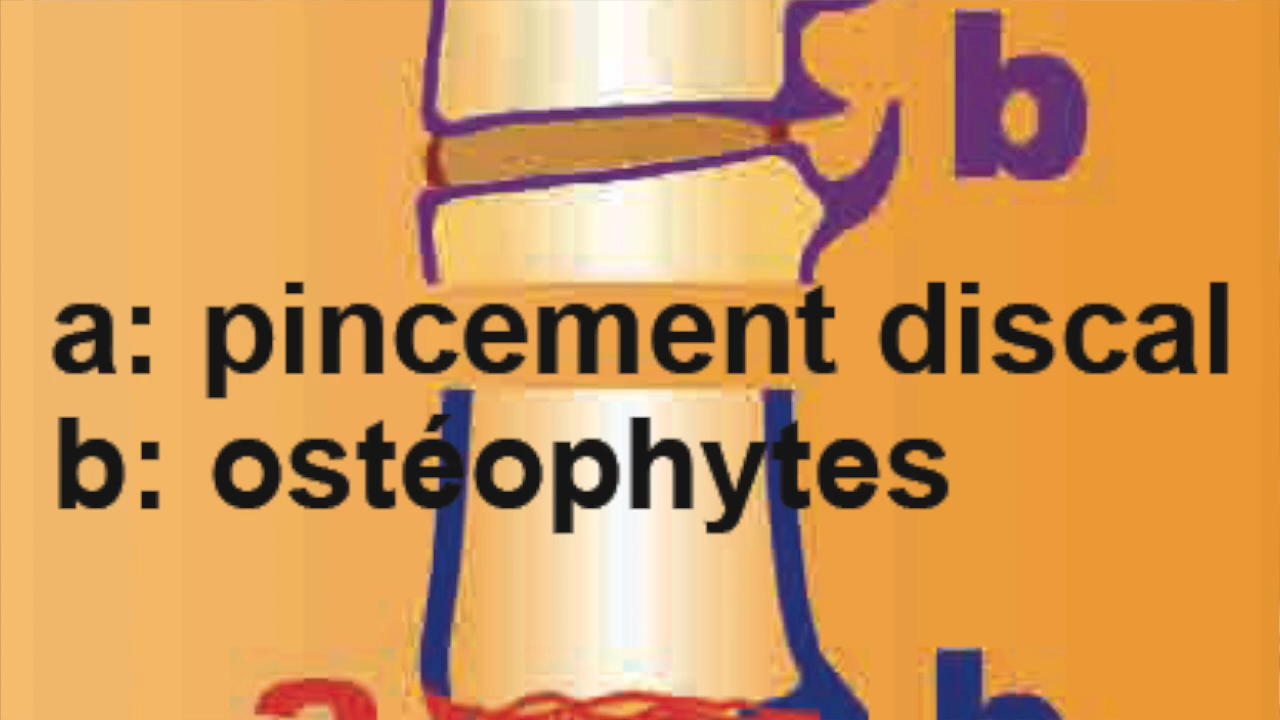 b
a: pincement discal
b: ostéophytes
a b